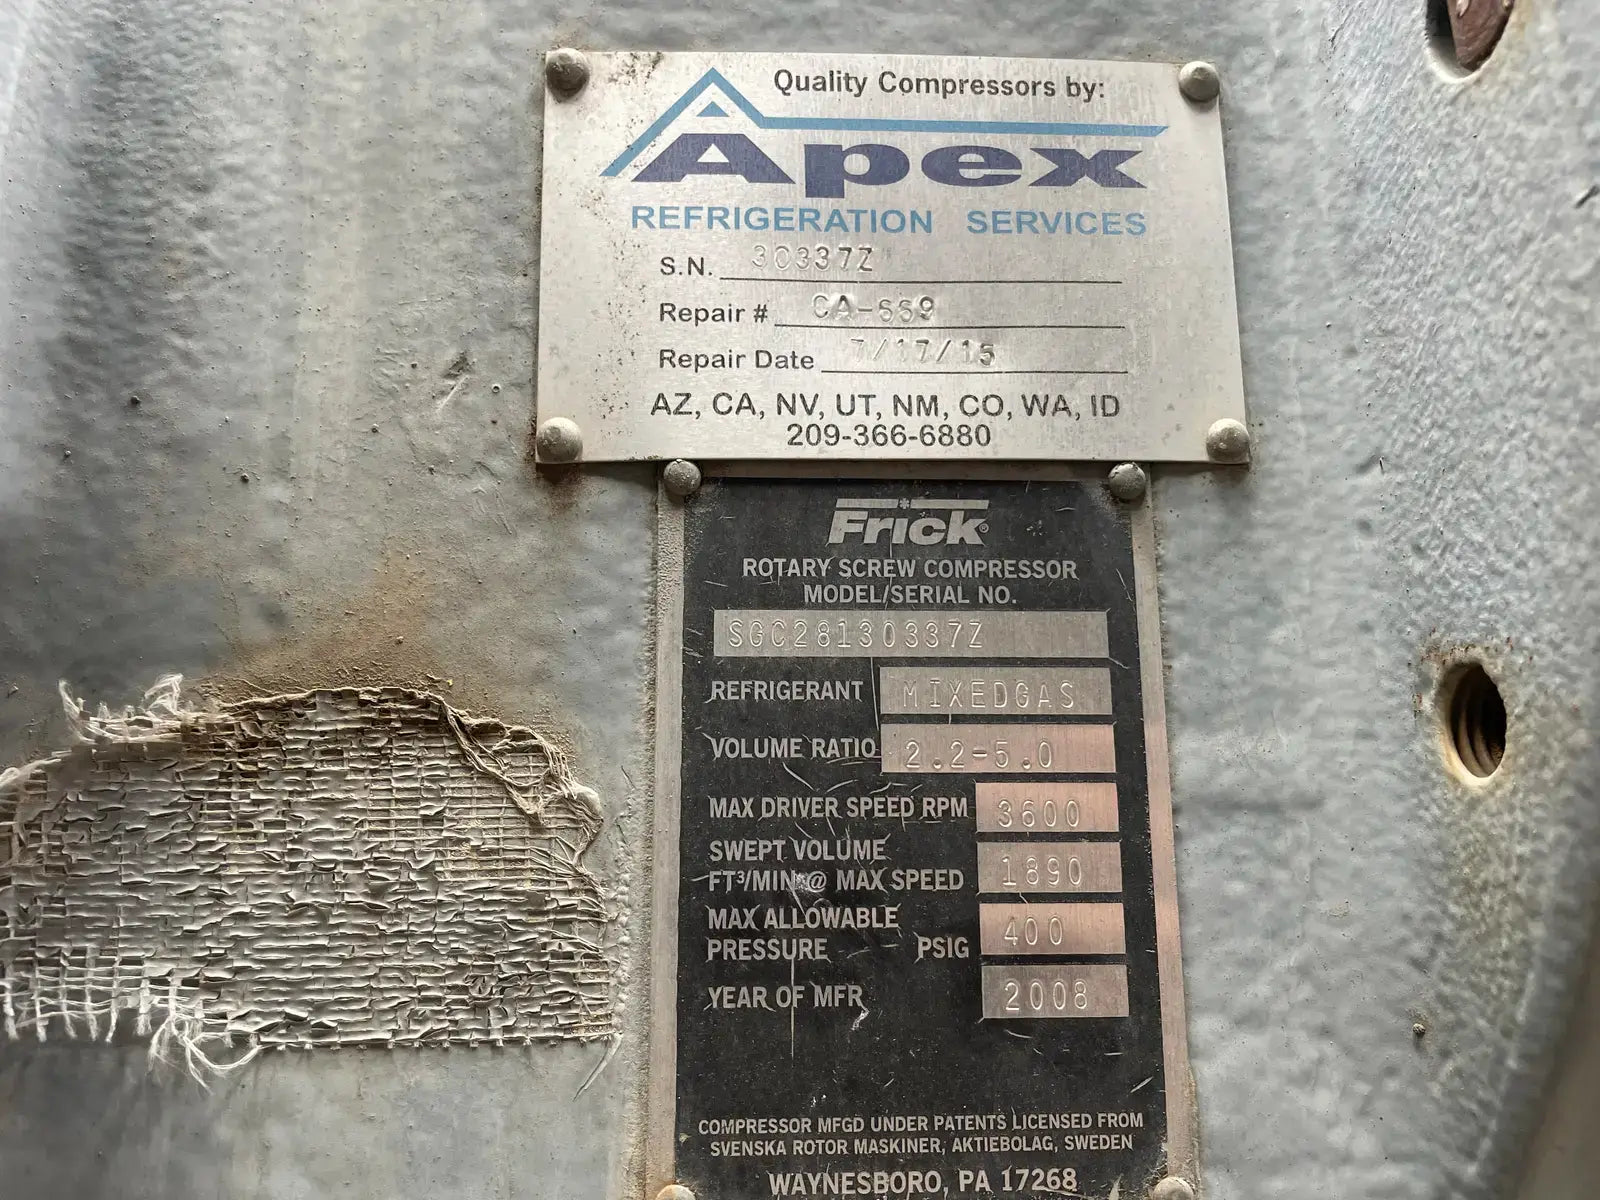 Quality Compressors by:
Apex
REFRIGERATION SERVICES
S.N. 30337Z
Repair # CA-669
Repair Date 7/17/15
AZ, CA, NV, UT, NM, CO, WA, ID
209-366-6880
Frick®
ROTARY SCREW COMPRESSOR
MODEL/SERIAL NO.
SGC28130337Z
REFRIGERANT MIXEDGAS
VOLUME RATIO 2.2-5.0
MAX DRIVER SPEED RPM 3600
SWEPT VOLUME
FT³/MIN @ MAX SPEED 1890
MAX ALLOWABLE
PRESSURE PSIG 400
YEAR OF MFR 2008
COMPRESSOR MFGD UNDER PATENTS LICENSED FROM
SVENSKA ROTOR MASKINER, AKTIEBOLAG, SWEDEN
WAYNESBORO, PA 17268